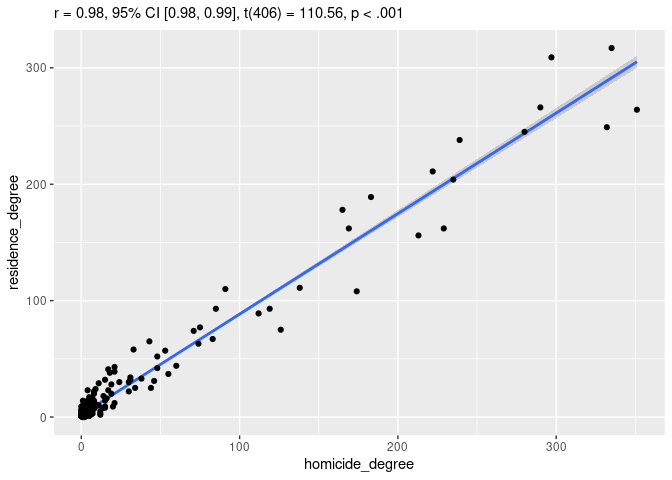 r = 0.98, 95% CI [0.98, 0.99], t(406) = 110.56, p < .001
300
200
100
0
residence_degree
0 100 200 300
homicide_degree